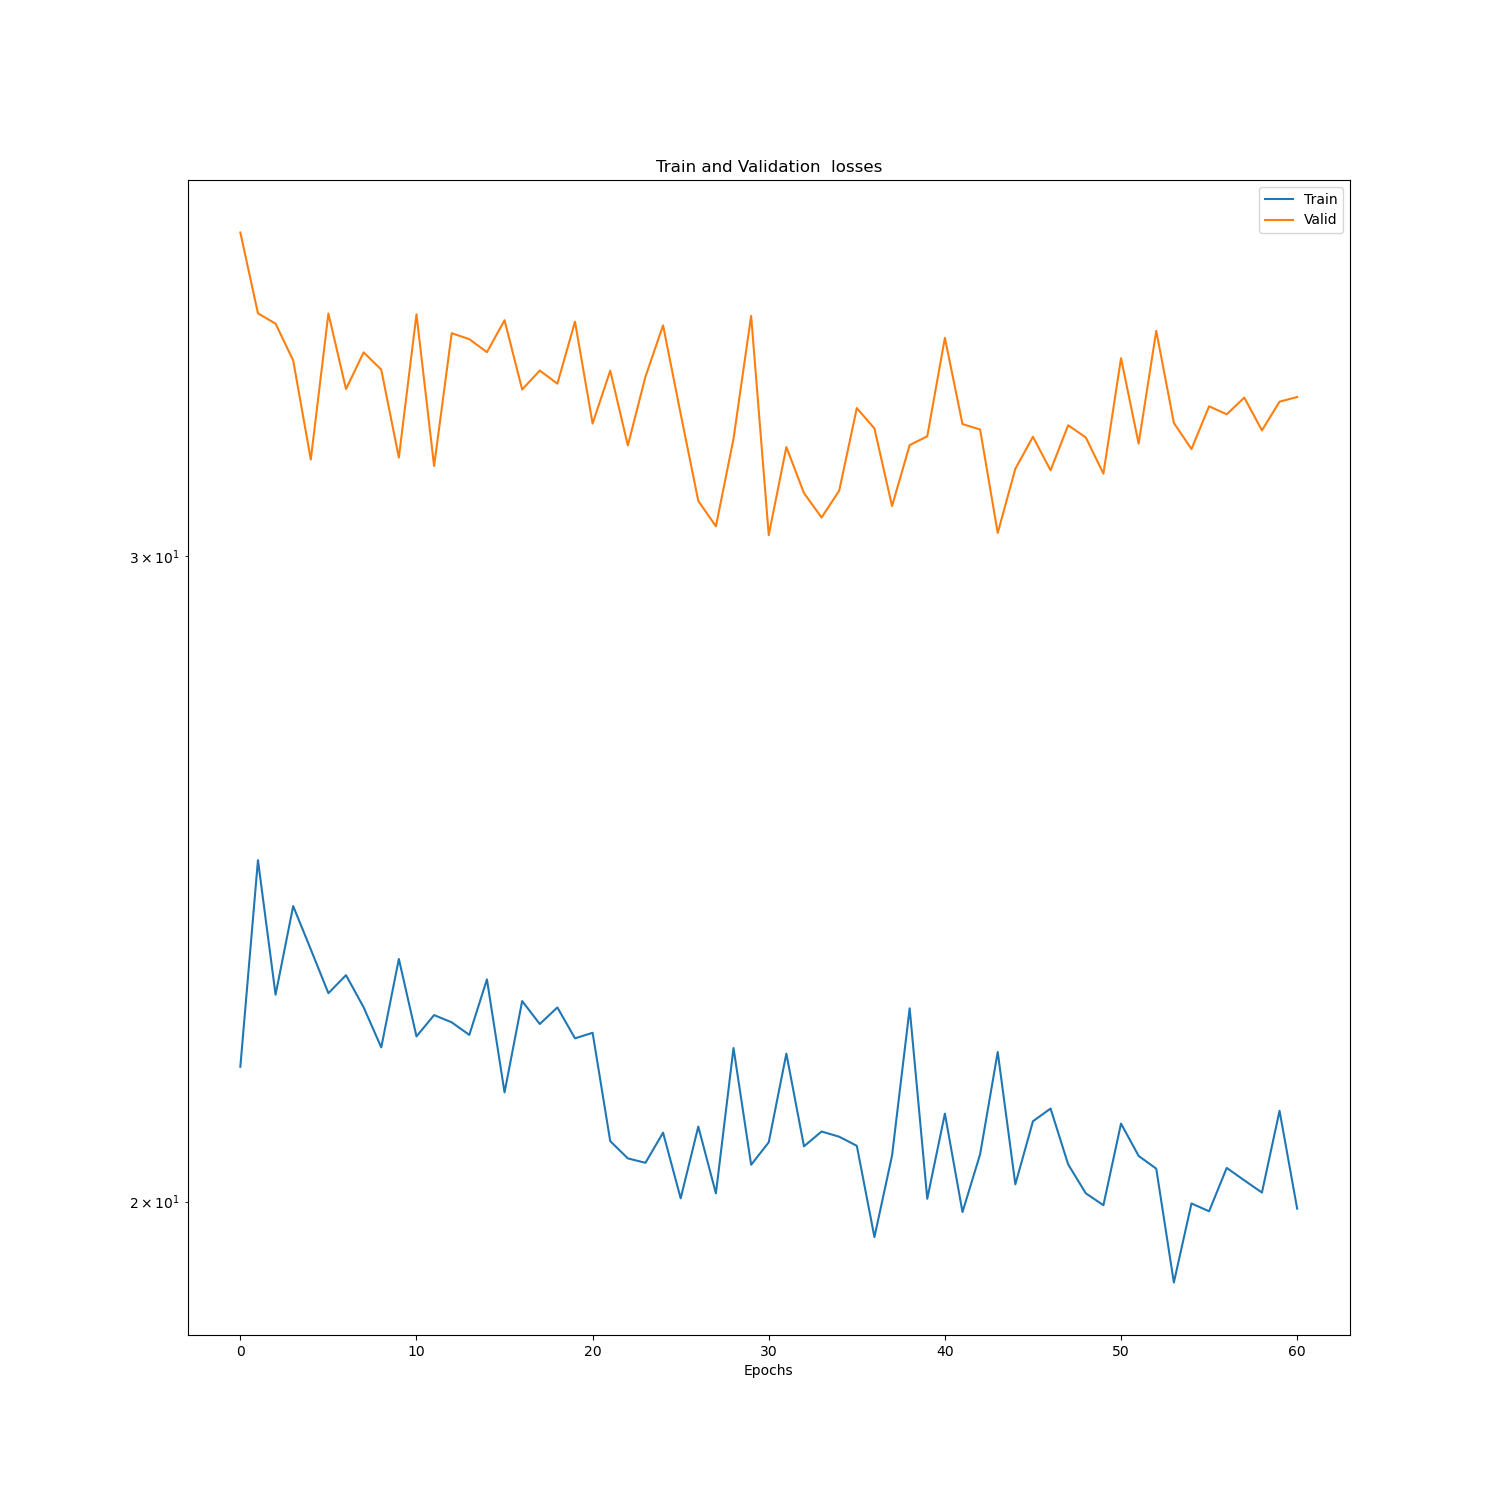 Train and Validation  losses
Train
Valid
3 × 10¹
2 × 10¹
0 10 20 30 40 50 60
Epochs